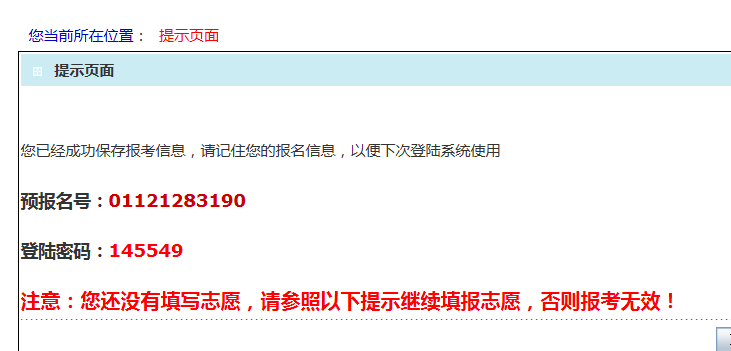 您当前所在位置： 提示页面
提示页面
您已经成功保存报考信息，请记住您的报名信息，以便下次登陆系统使用
预报名号：01121283190
登陆密码：145549
注意：您还没有填写志愿，请参照以下提示继续填报志愿，否则报考无效！